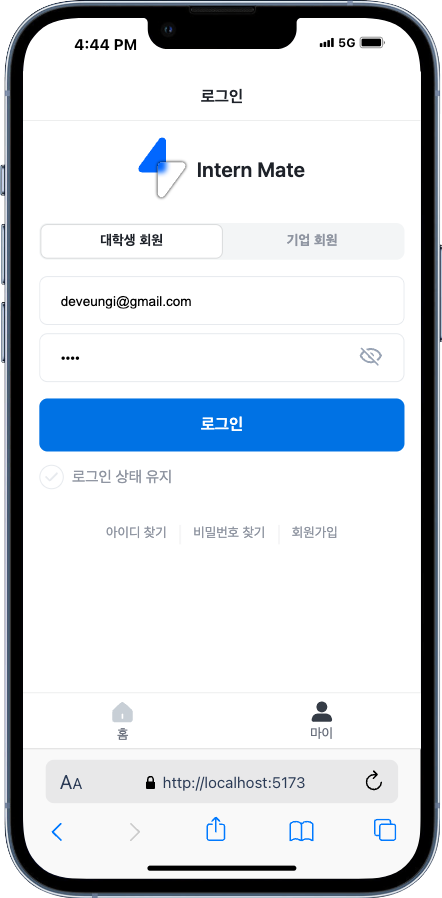 4:44 PM 5G
로그인
Intern Mate
대학생 회원 기업 회원
deveungi@gmail.com
••••
로그인
로그인 상태 유지
아이디 찾기 비밀번호 찾기 회원가입
홈 마이
AA http://localhost:5173